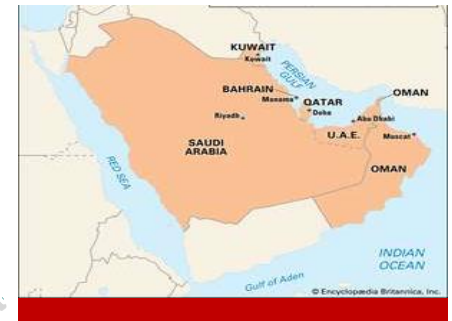 KUWAIT
Kuwait
PERSIAN
GULF
BAHRAIN
Manama
QATAR
Doha
OMAN
Abu Dhabi
Riyadh
U.A.E.
Muscat
SAUDI
ARABIA
OMAN
RED SEA
INDIAN
OCEAN
Gulf of Aden
© Encyclopædia Britannica, Inc.